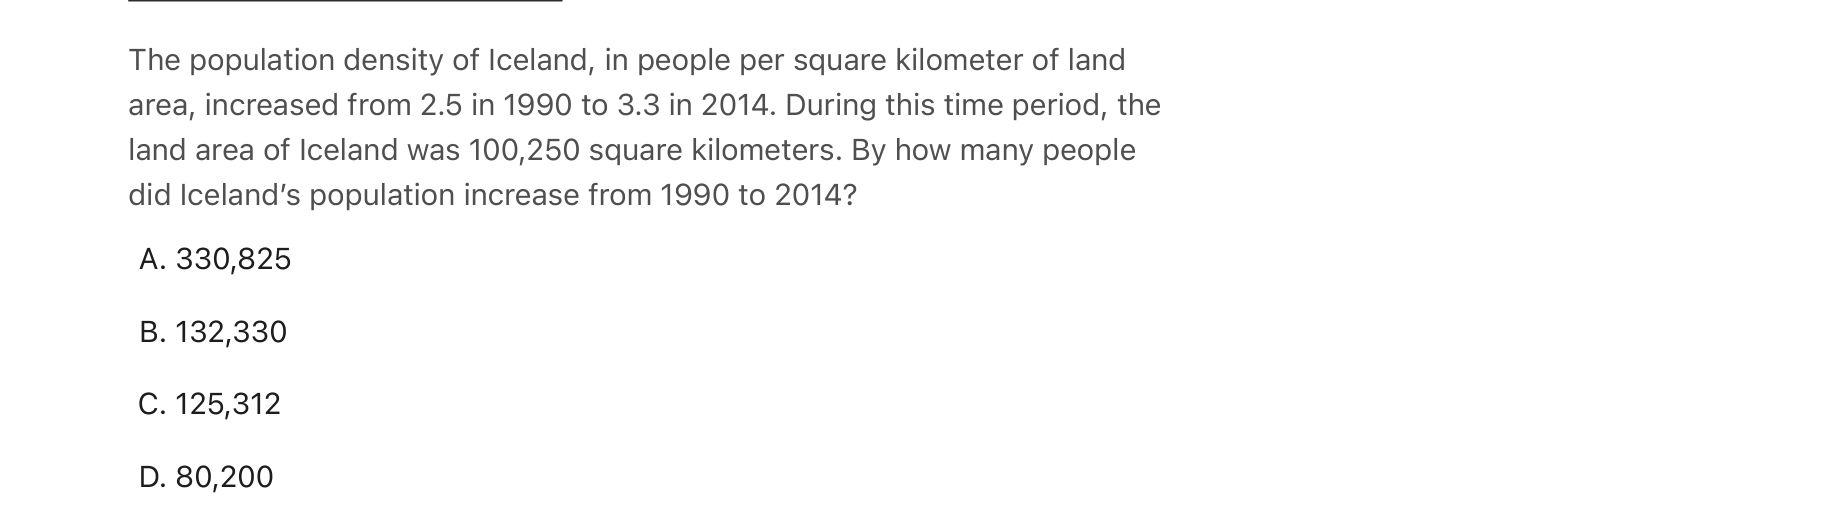 The population density of Iceland, in people per square kilometer of land
area, increased from 2.5 in 1990 to 3.3 in 2014. During this time period, the
land area of Iceland was 100,250 square kilometers. By how many people
did Iceland’s population increase from 1990 to 2014?
A. 330,825
B. 132,330
C. 125,312
D. 80,200